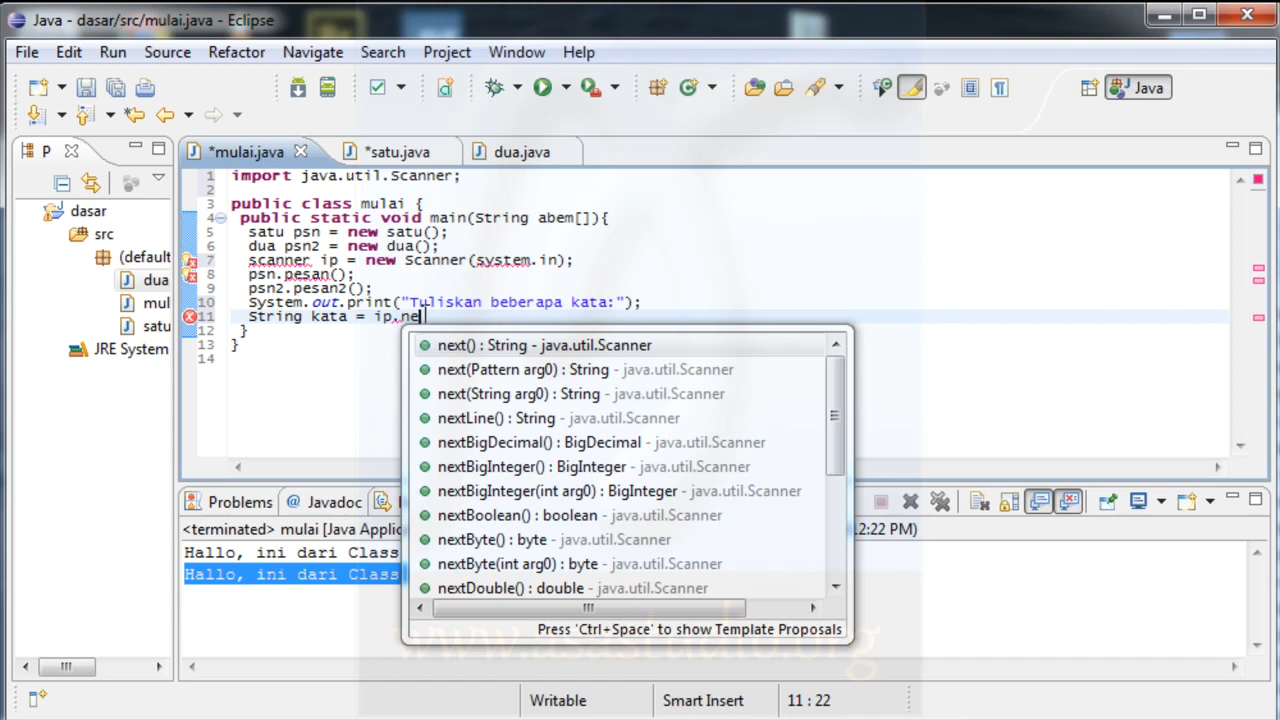 Java - dasar/src/mulai.java - Eclipse
File Edit Run Source Refactor Navigate Search Project Window Help
Java
P
*mulai.java
*satu.java
dua.java
dasar
src
(default
dua
mul
satu
JRE System
1 import java.util.Scanner;
2
3 public class mulai {
4 public static void main(String abem[]){
5 satu psn = new satu();
6 dua psn2 = new dua();
7 scanner ip = new Scanner(system.in);
8 psn.pesan();
9 psn2.pesan2();
10 System.out.print("Tuliskan beberapa kata:");
11 String kata = ip.ne
12 }
13 }
14
next() : String - java.util.Scanner
next(Pattern arg0) : String - java.util.Scanner
next(String arg0) : String - java.util.Scanner
nextLine() : String - java.util.Scanner
nextBigDecimal() : BigDecimal - java.util.Scanner
nextBigInteger() : BigInteger - java.util.Scanner
nextBigInteger(int arg0) : BigInteger - java.util.Scanner
nextBoolean() : boolean - java.util.Scanner
nextByte() : byte - java.util.Scanner
nextByte(int arg0) : byte - java.util.Scanner
nextDouble() : double - java.util.Scanner
Press 'Ctrl+Space' to show Template Proposals
Problems @ Javadoc
<terminated> mulai [Java Applic
12:22 PM)
Hallo, ini dari Class
Hallo, ini dari Class
www.asastudio.org
Writable Smart Insert 11 : 22